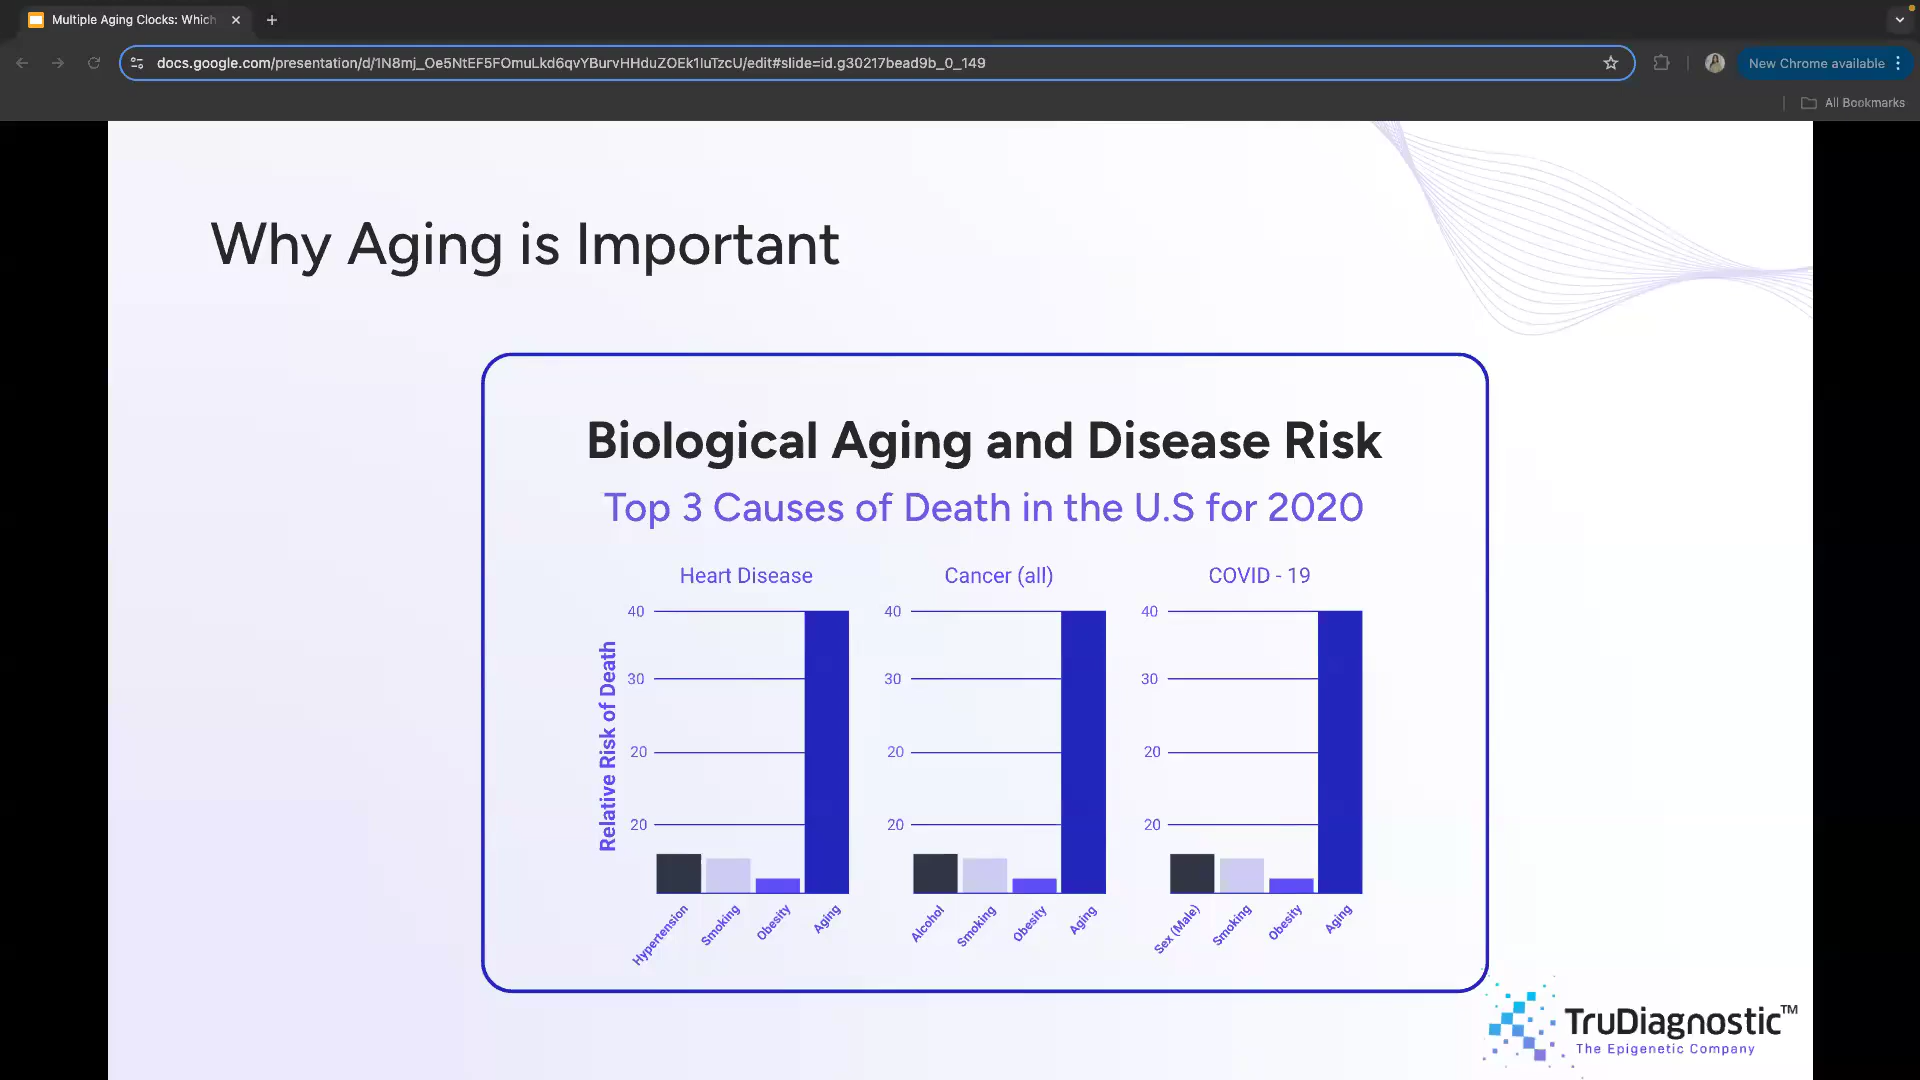 Multiple Aging Clocks: Which
docs.google.com/presentation/d/1N8mj_Oe5NtEF5FOmuLkd6qvYBurvHHduZOEk1IuTzcU/edit#slide=id.g30217bead9b_0_149
New Chrome available
All Bookmarks
Why Aging is Important
Biological Aging and Disease Risk
Top 3 Causes of Death in the U.S for 2020
Heart Disease
Cancer (all)
COVID - 19
Relative Risk of Death
40
30
20
20
Hypertension
Smoking
Obesity
Aging
40
30
20
20
Alcohol
Smoking
Obesity
Aging
40
30
20
20
Sex (Male)
Smoking
Obesity
Aging
TruDiagnostic™
The Epigenetic Company